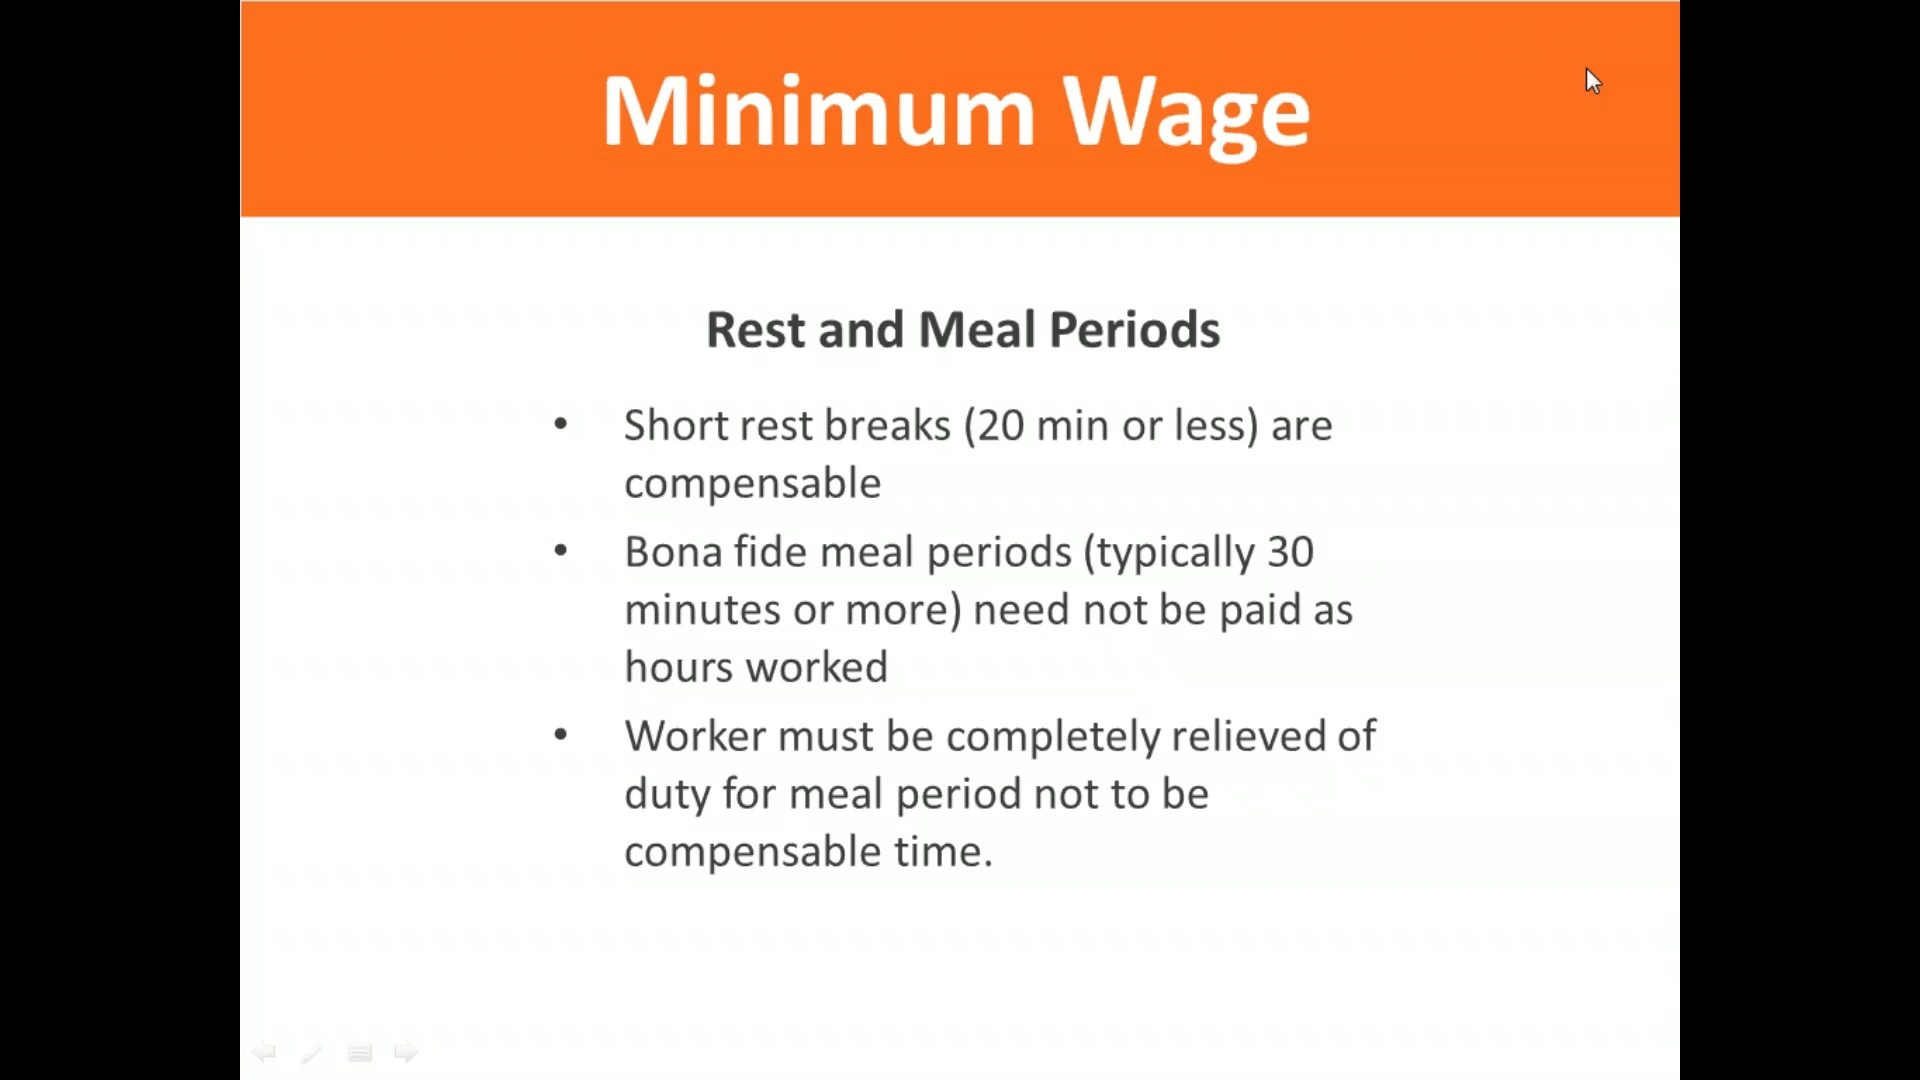 Minimum Wage
Rest and Meal Periods
• Short rest breaks (20 min or less) are
compensable
• Bona fide meal periods (typically 30
minutes or more) need not be paid as
hours worked
• Worker must be completely relieved of
duty for meal period not to be
compensable time.